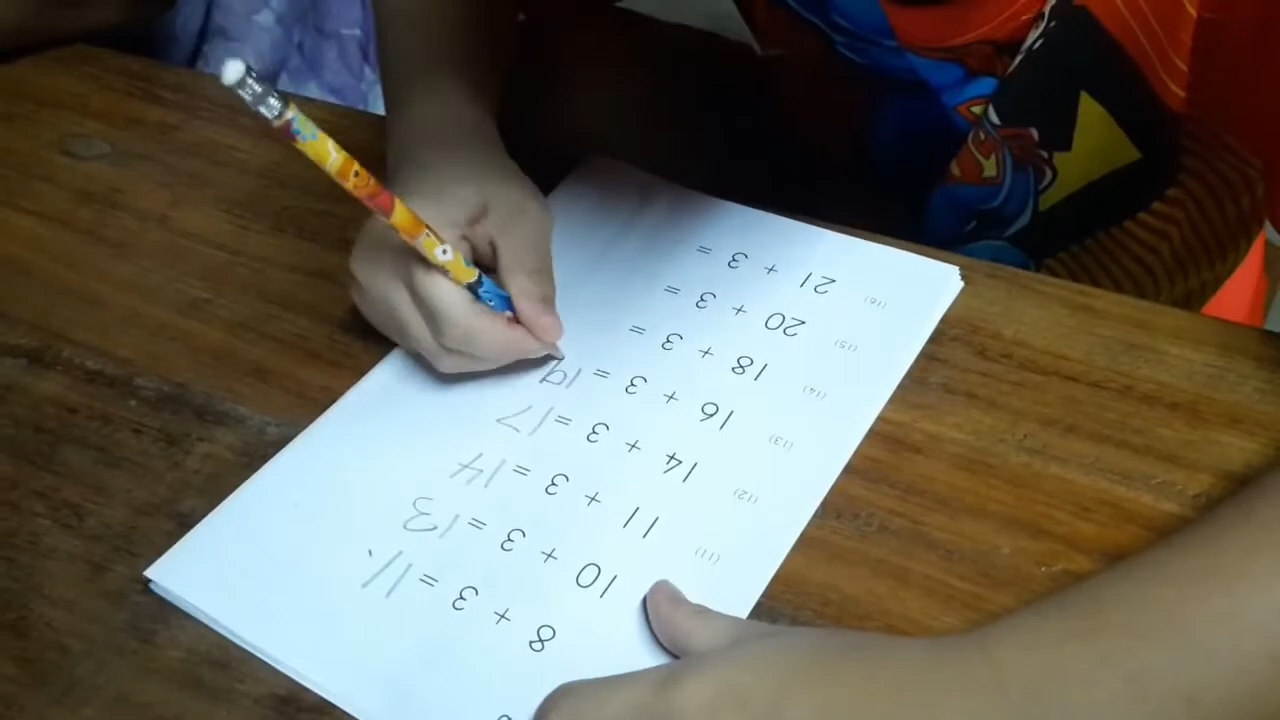 8 + 3 = 11
10 + 3 = 13
(11) 11 + 3 = 14
(12) 14 + 3 = 17
(13) 16 + 3 = 19
(14) 18 + 3 =
(15) 20 + 3 =
(16) 21 + 3 =